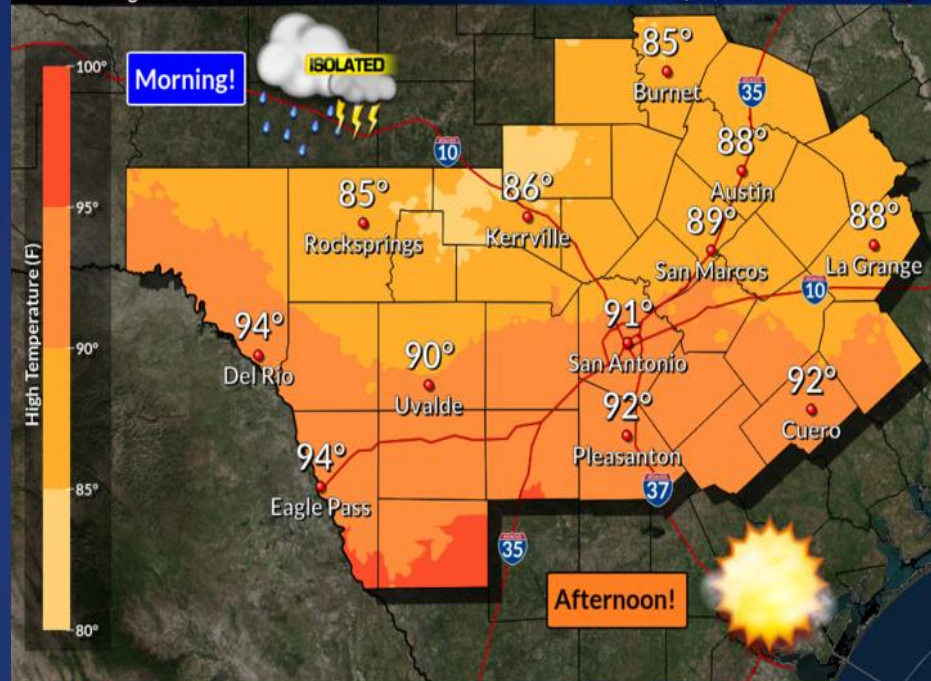 100°
Morning!
ISOLATED
85°
Burnet
35
10
88°
Austin
95°
85°
Rocksprings
86°
Kerrville
89°
San Marcos
88°
La Grange
High Temperature (F)
10
94°
Del Rio
90°
90°
Uvalde
91°
San Antonio
92°
Pleasanton
92°
Cuero
94°
Eagle Pass
85°
37
35
Afternoon!
80°